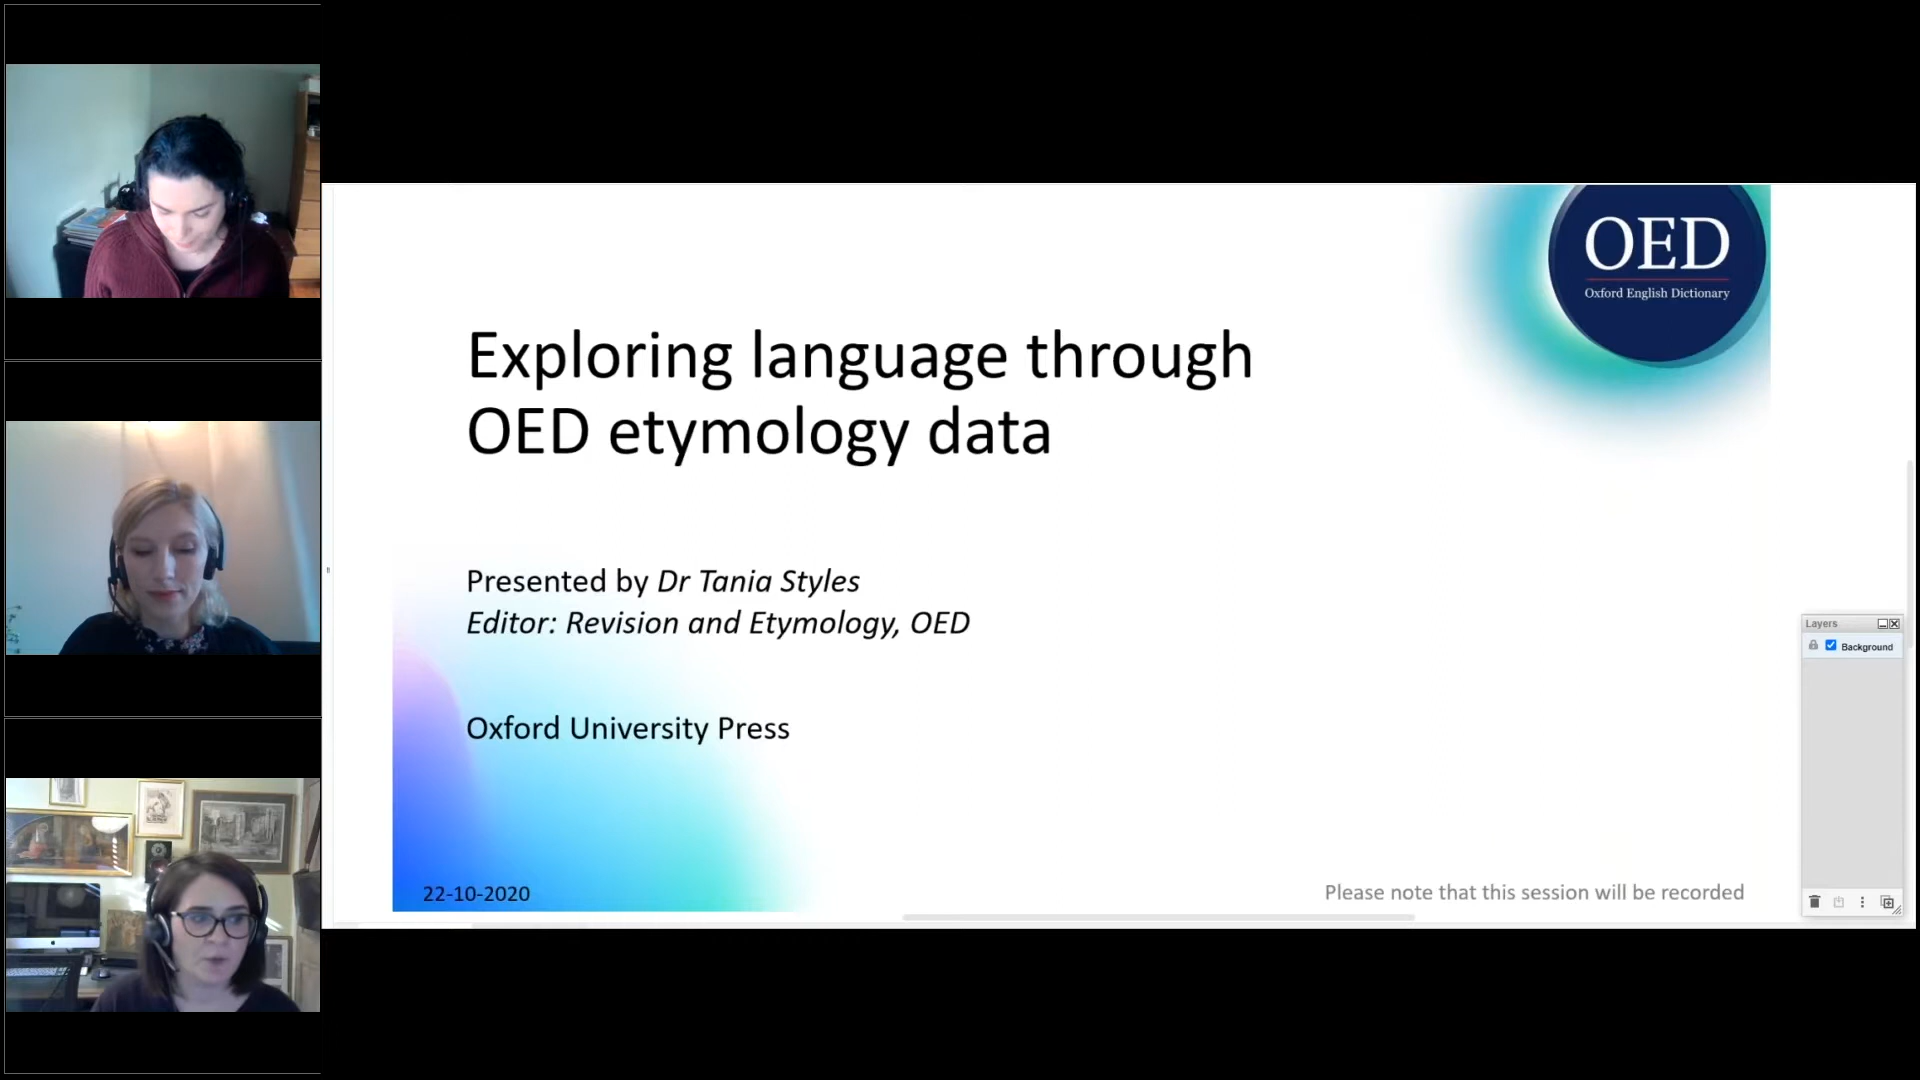 OED
Oxford English Dictionary
Exploring language through
OED etymology data
Presented by Dr Tania Styles
Editor: Revision and Etymology, OED
Oxford University Press
22-10-2020
Please note that this session will be recorded
Layers
Background